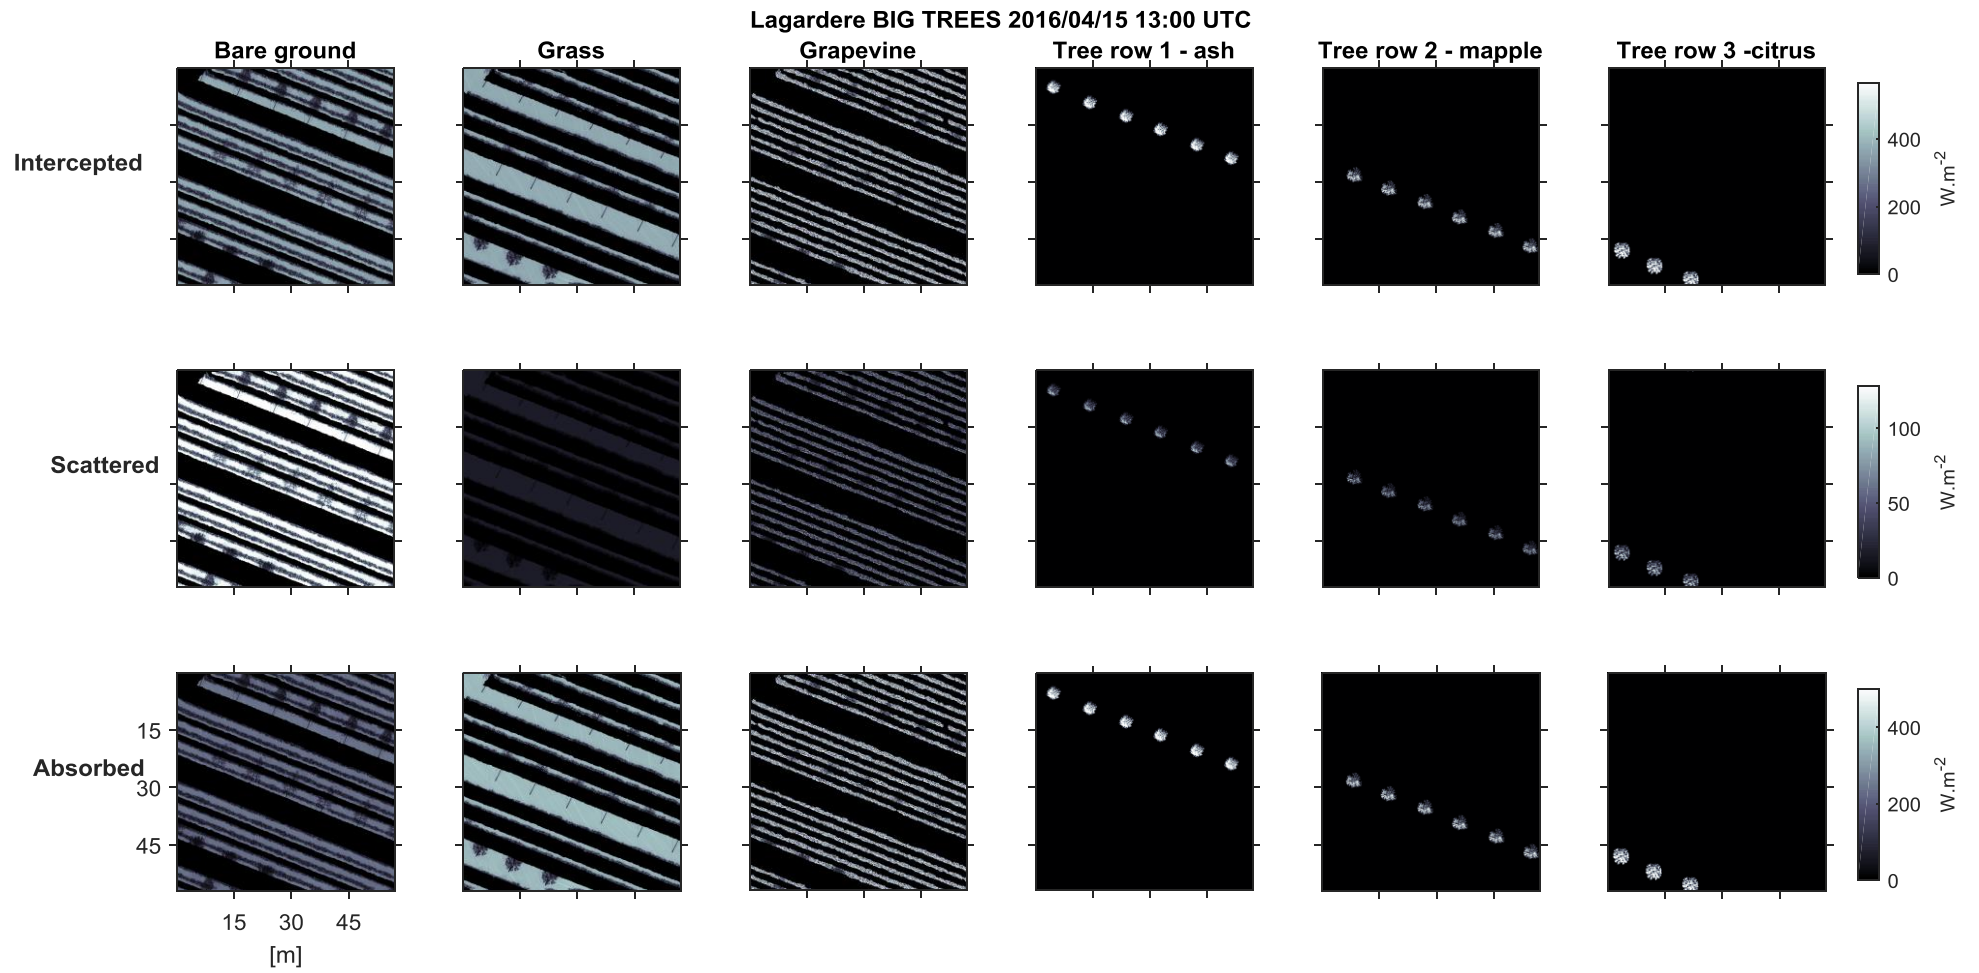 Lagardere BIG TREES 2016/04/15 13:00 UTC
Bare ground Grass Grapevine Tree row 1 - ash Tree row 2 - mapple Tree row 3 -citrus
Intercepted
400
200
0
W.m-2
Scattered
100
50
0
W.m-2
Absorbed
15
30
45
400
200
0
W.m-2
15 30 45
[m]